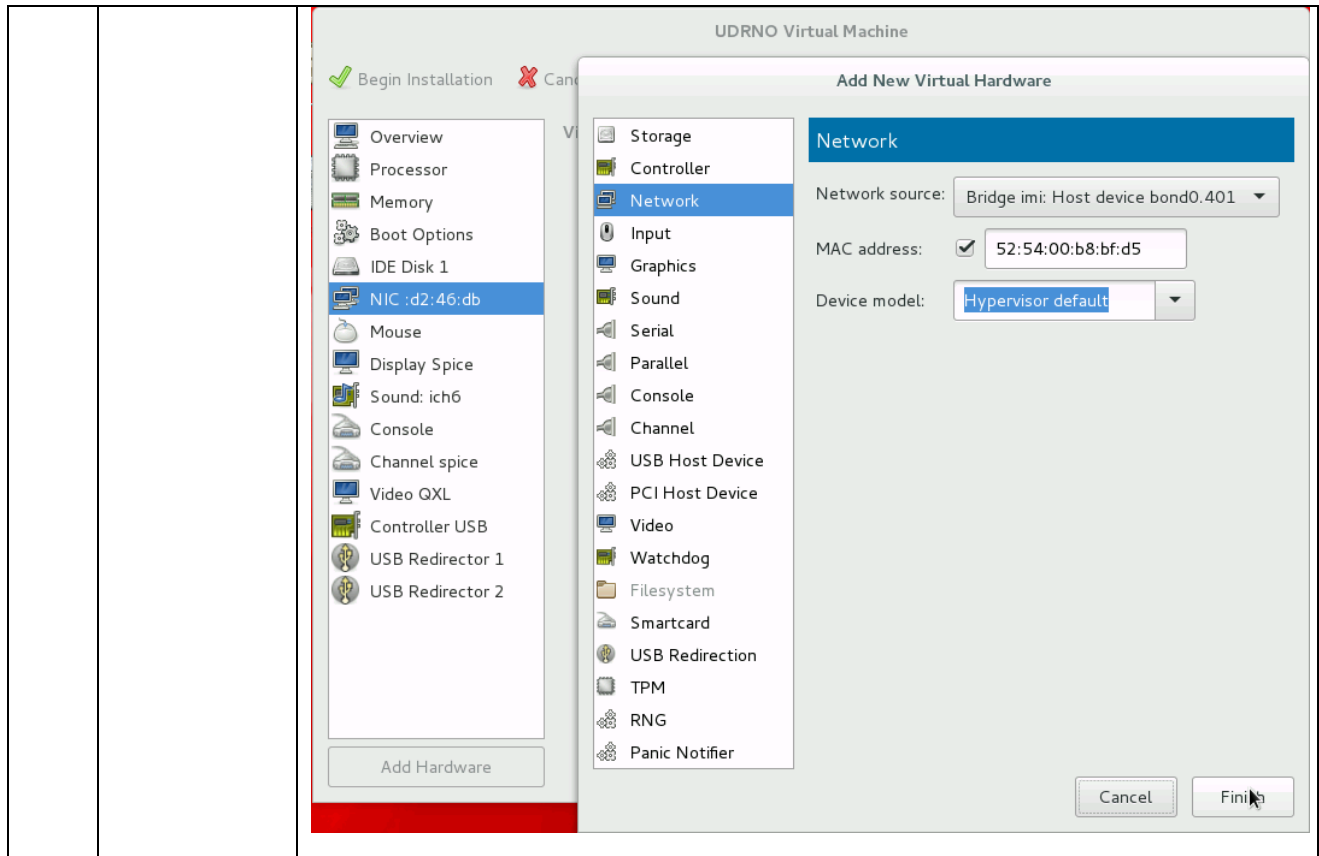 UDRNO Virtual Machine
Begin Installation
Canc
Vi
Overview
Processor
Memory
Boot Options
IDE Disk 1
NIC :d2:46:db
Mouse
Display Spice
Sound: ich6
Console
Channel spice
Video QXL
Controller USB
USB Redirector 1
USB Redirector 2
Add Hardware
Add New Virtual Hardware
Storage
Controller
Network
Input
Graphics
Sound
Serial
Parallel
Console
Channel
USB Host Device
PCI Host Device
Video
Watchdog
Filesystem
Smartcard
USB Redirection
TPM
RNG
Panic Notifier
Network
Network source: Bridge imi: Host device bond0.401
MAC address: 52:54:00:b8:bf:d5
Device model: Hypervisor default
Cancel Finish